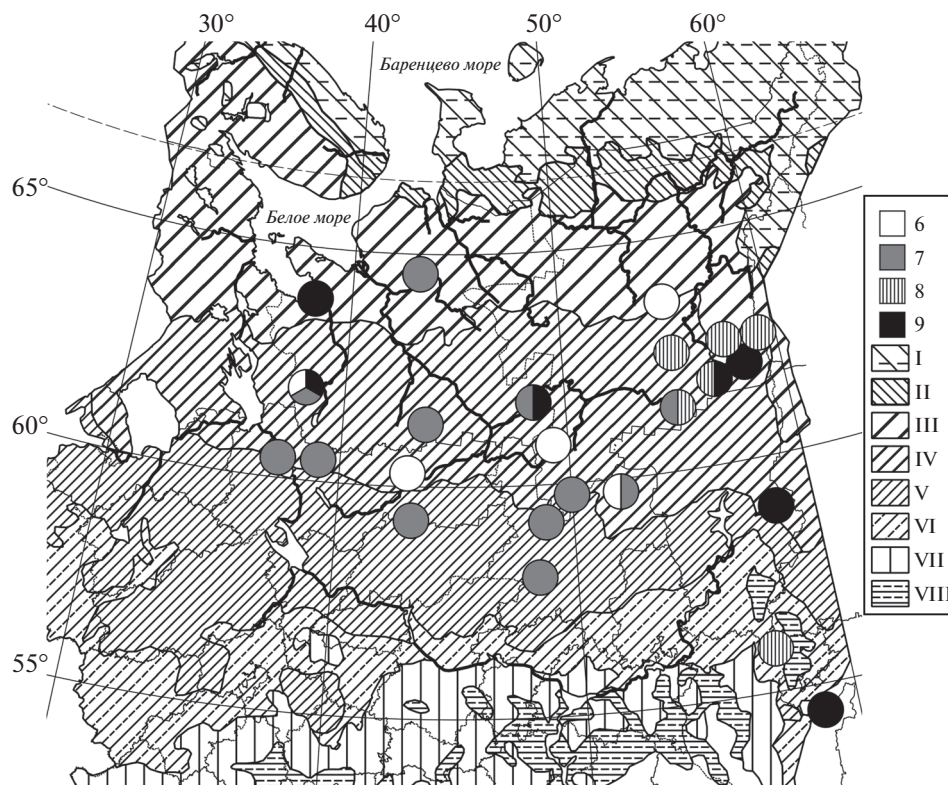 30° 40° 50° 60°
Баренцево море
65°
Белое море
60°
55°
6
7
8
9
I
II
III
IV
V
VI
VII
VIII